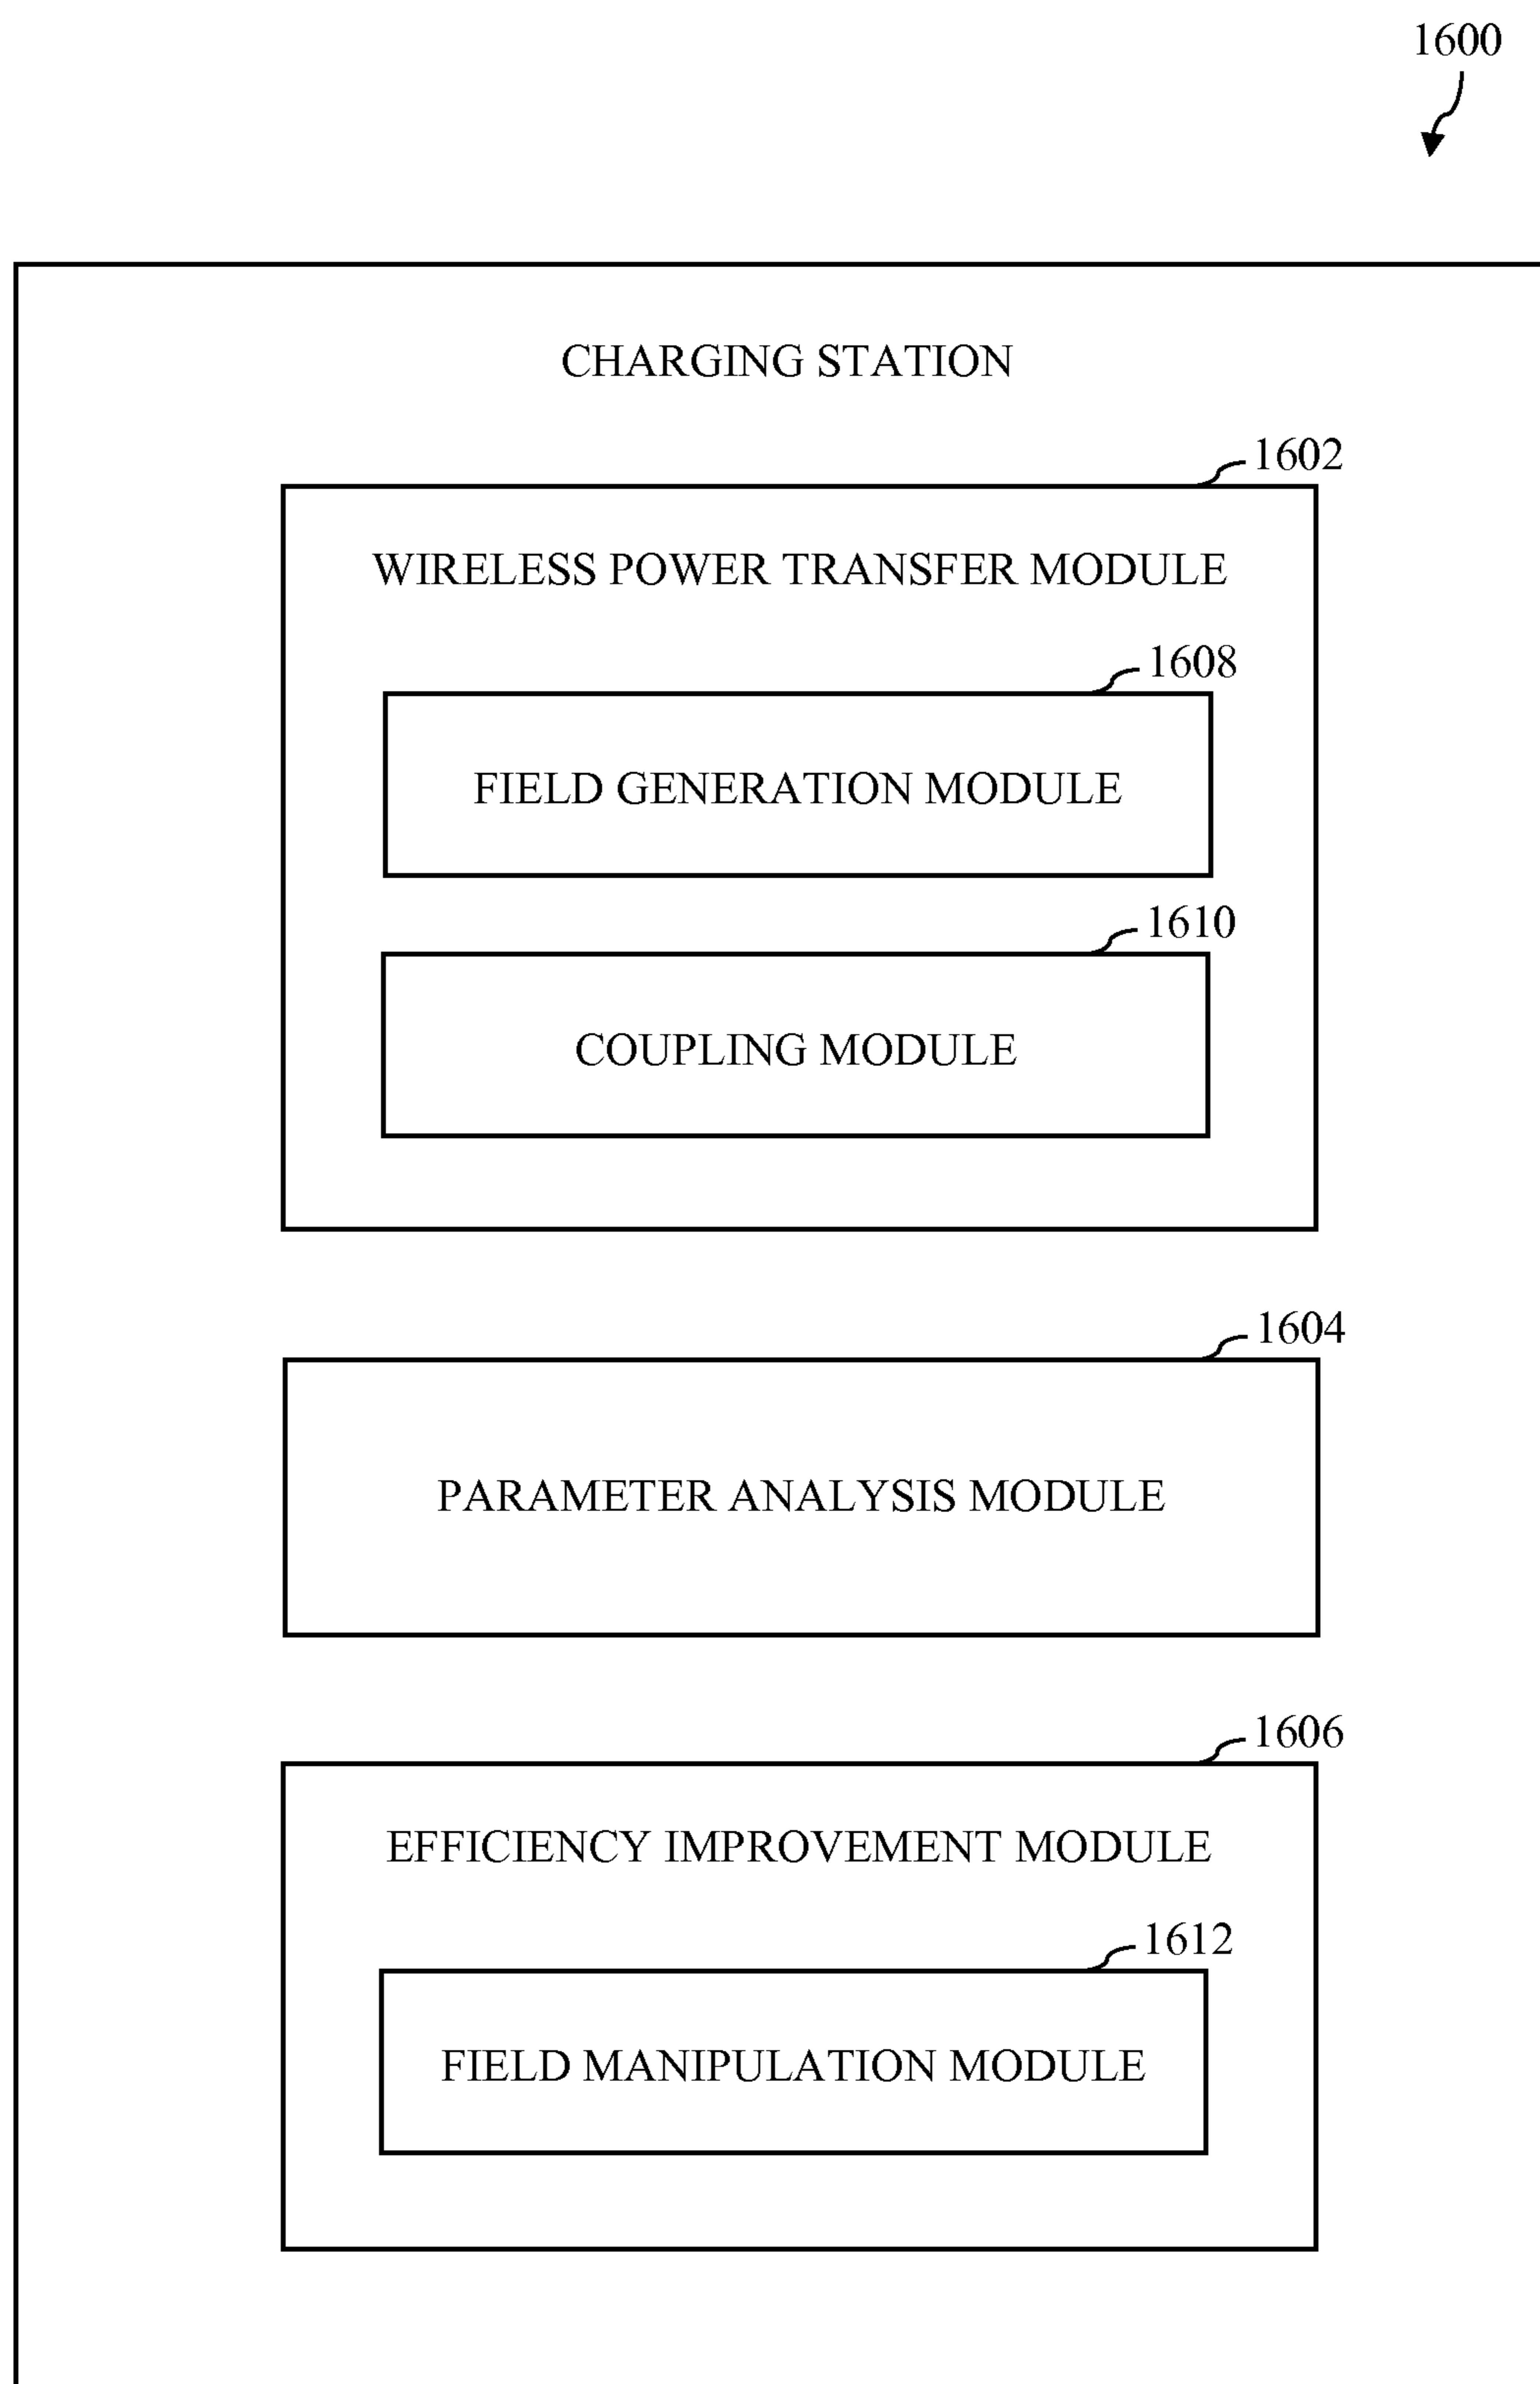 1600
CHARGING STATION
1602
WIRELESS POWER TRANSFER MODULE
1608
FIELD GENERATION MODULE
1610
COUPLING MODULE
1604
PARAMETER ANALYSIS MODULE
1606
EFFICIENCY IMPROVEMENT MODULE
1612
FIELD MANIPULATION MODULE